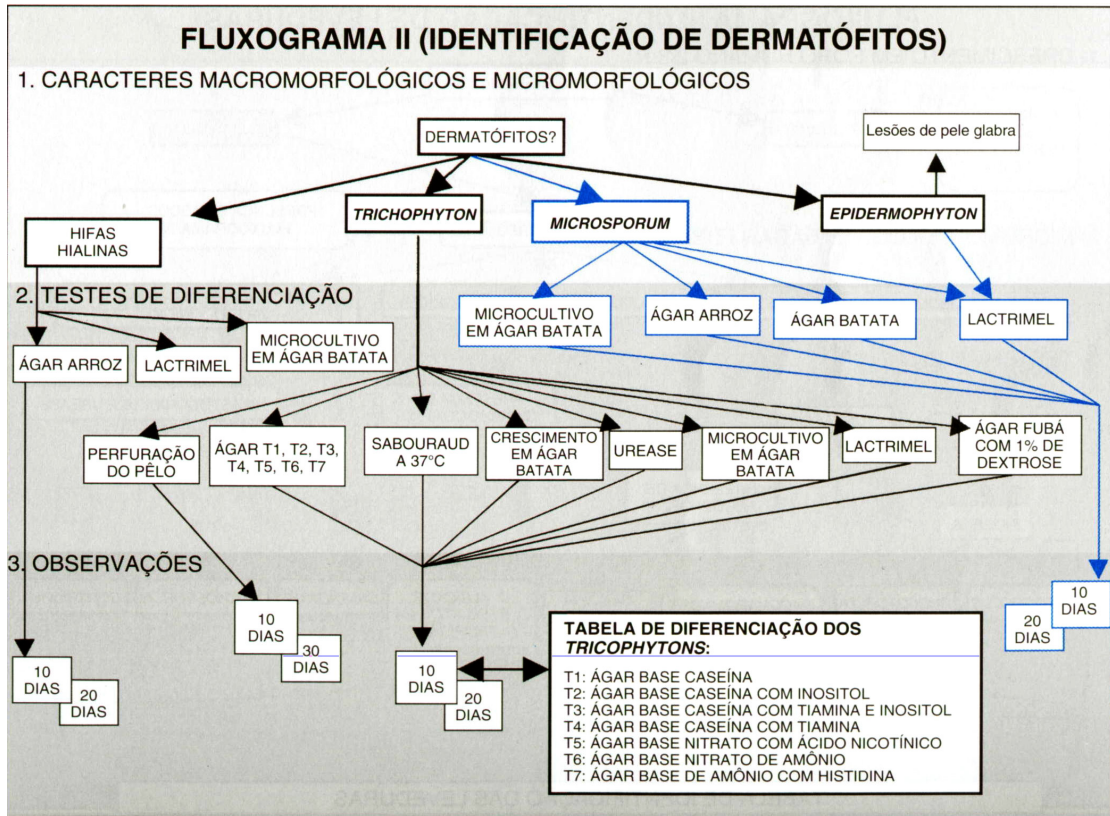 FLUXOGRAMA II (IDENTIFICAÇÃO DE DERMATÓFITOS)
1. CARACTERES MACROMORFOLÓGICOS E MICROMORFOLÓGICOS
DERMATÓFITOS?
Lesões de pele glabra
HIFAS
HIALINAS
TRICHOPHYTON
MICROSPORUM
EPIDERMOPHYTON
2. TESTES DE DIFERENCIAÇÃO
ÁGAR ARROZ
LACTRIMEL
MICROCULTIVO
EM ÁGAR BATATA
MICROCULTIVO
EM ÁGAR BATATA
ÁGAR ARROZ
ÁGAR BATATA
LACTRIMEL
PERFURAÇÃO
DO PÊLO
ÁGAR T1, T2, T3,
T4, T5, T6, T7
SABOURAUD
A 37°C
CRESCIMENTO
EM ÁGAR
BATATA
UREASE
MICROCULTIVO
EM ÁGAR
BATATA
LACTRIMEL
ÁGAR FUBÁ
COM 1% DE
DEXTROSE
3. OBSERVAÇÕES
10
DIAS
20
DIAS
10
DIAS
30
DIAS
10
DIAS
20
DIAS
10
DIAS
20
DIAS
TABELA DE DIFERENCIAÇÃO DOS
TRICOPHYTONS:
T1: ÁGAR BASE CASEÍNA
T2: ÁGAR BASE CASEÍNA COM INOSITOL
T3: ÁGAR BASE CASEÍNA COM TIAMINA E INOSITOL
T4: ÁGAR BASE CASEÍNA COM TIAMINA
T5: ÁGAR BASE NITRATO COM ÁCIDO NICOTÍNICO
T6: ÁGAR BASE NITRATO DE AMÔNIO
T7: ÁGAR BASE DE AMÔNIO COM HISTIDINA